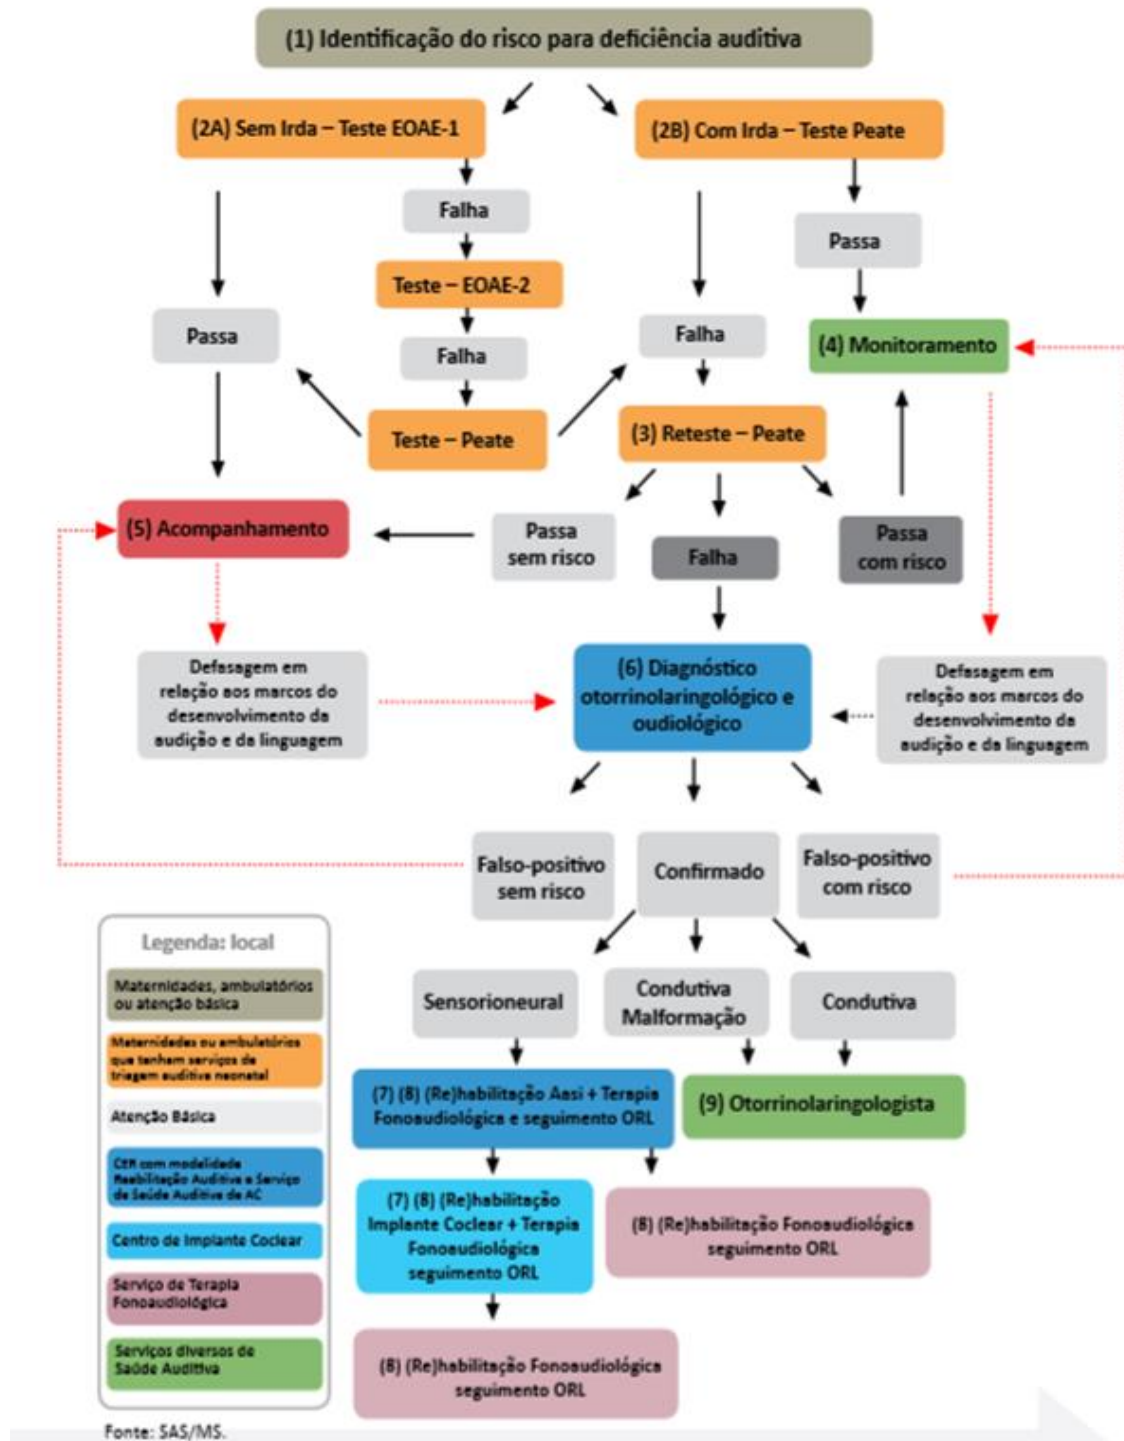 (1) Identificação do risco para deficiência auditiva
(2A) Sem Irda – Teste EOAE-1
(2B) Com Irda – Teste Peate
Falha
Passa
Teste – EOAE-2
Passa
Falha
Falha
(4) Monitoramento
Teste – Peate
(3) Reteste – Peate
(5) Acompanhamento
Passa
sem risco
Falha
Passa
com risco
Defasagem em
relação aos marcos do
desenvolvimento da
audição e da linguagem
(6) Diagnóstico
otorrinolaringológico e
oudiológico
Defasagem em
relação aos marcos do
desenvolvimento da
audição e da linguagem
Falso-positivo
sem risco
Confirmado
Falso-positivo
com risco
Sensorioneural
Condutiva
Malformação
Condutiva
(7) (8) (Re)habilitação Aasi + Terapia
Fonoaudiológica e seguimento ORL
(9) Otorrinolaringologista
(7) (8) (Re)habilitação
Implante Coclear + Terapia
Fonoaudiológica
seguimento ORL
(8) (Re)habilitação Fonoaudiológica
seguimento ORL
(8) (Re)habilitação Fonoaudiológica
seguimento ORL
Legenda: local
Maternidades, ambulatórios
ou atenção básica
Maternidades ou ambulatórios
que tenham serviços de
triagem auditiva neonatal
Atenção Básica
CER com modalidade
Reabilitação Auditiva e Serviço
de Saúde Auditiva de AC
Centro de Implante Coclear
Serviço de Terapia
Fonoaudiológica
Serviços diversos de
Saúde Auditiva
Fonte: SAS/MS.